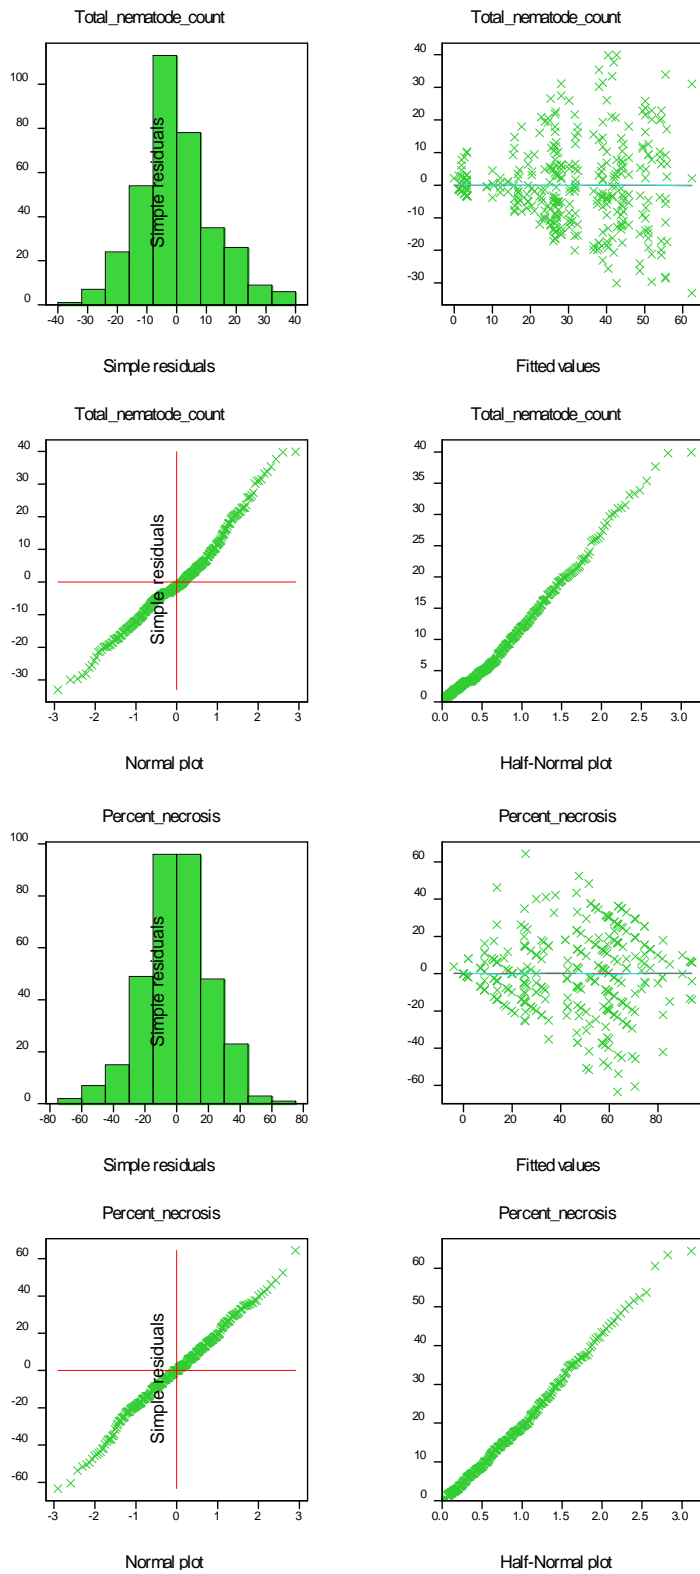 Total_nematode_count
100
80
60
40
20
0
Simple residuals
-40 -30 -20 -10 0 10 20 30 40
Simple residuals
Total_nematode_count
40
30
20
10
0
-10
-20
-30
0 10 20 30 40 50 60
Fitted values
Total_nematode_count
40
30
20
10
0
-10
-20
-30
Simple residuals
-3 -2 -1 0 1 2 3
Normal plot
Total_nematode_count
40
35
30
25
20
15
10
5
0
0.0 0.5 1.0 1.5 2.0 2.5 3.0
Half-Normal plot
Percent_necrosis
100
80
60
40
20
0
Simple residuals
-80 -60 -40 -20 0 20 40 60 80
Simple residuals
Percent_necrosis
60
40
20
0
-20
-40
-60
0 20 40 60 80
Fitted values
Percent_necrosis
60
40
20
0
-20
-40
-60
Simple residuals
-3 -2 -1 0 1 2 3
Normal plot
Percent_necrosis
60
50
40
30
20
10
0
0.0 0.5 1.0 1.5 2.0 2.5 3.0
Half-Normal plot